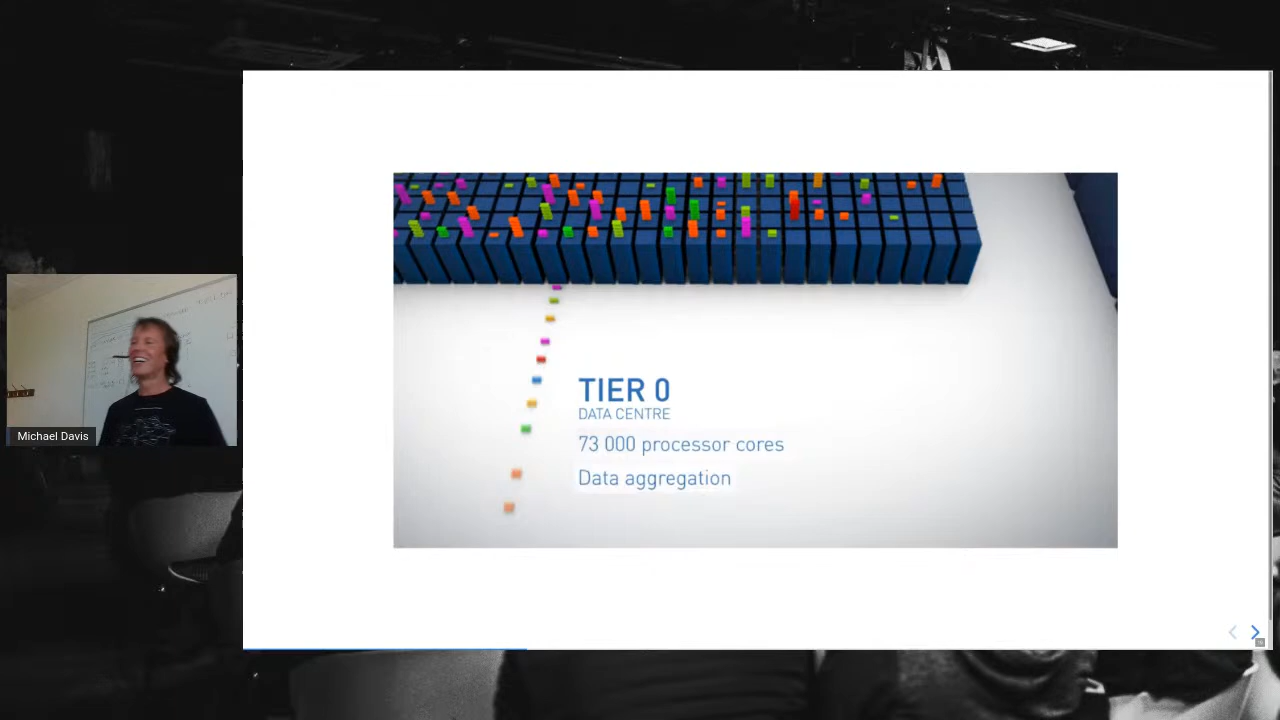 TIER 0
DATA CENTRE
73 000 processor cores
Data aggregation
Michael Davis